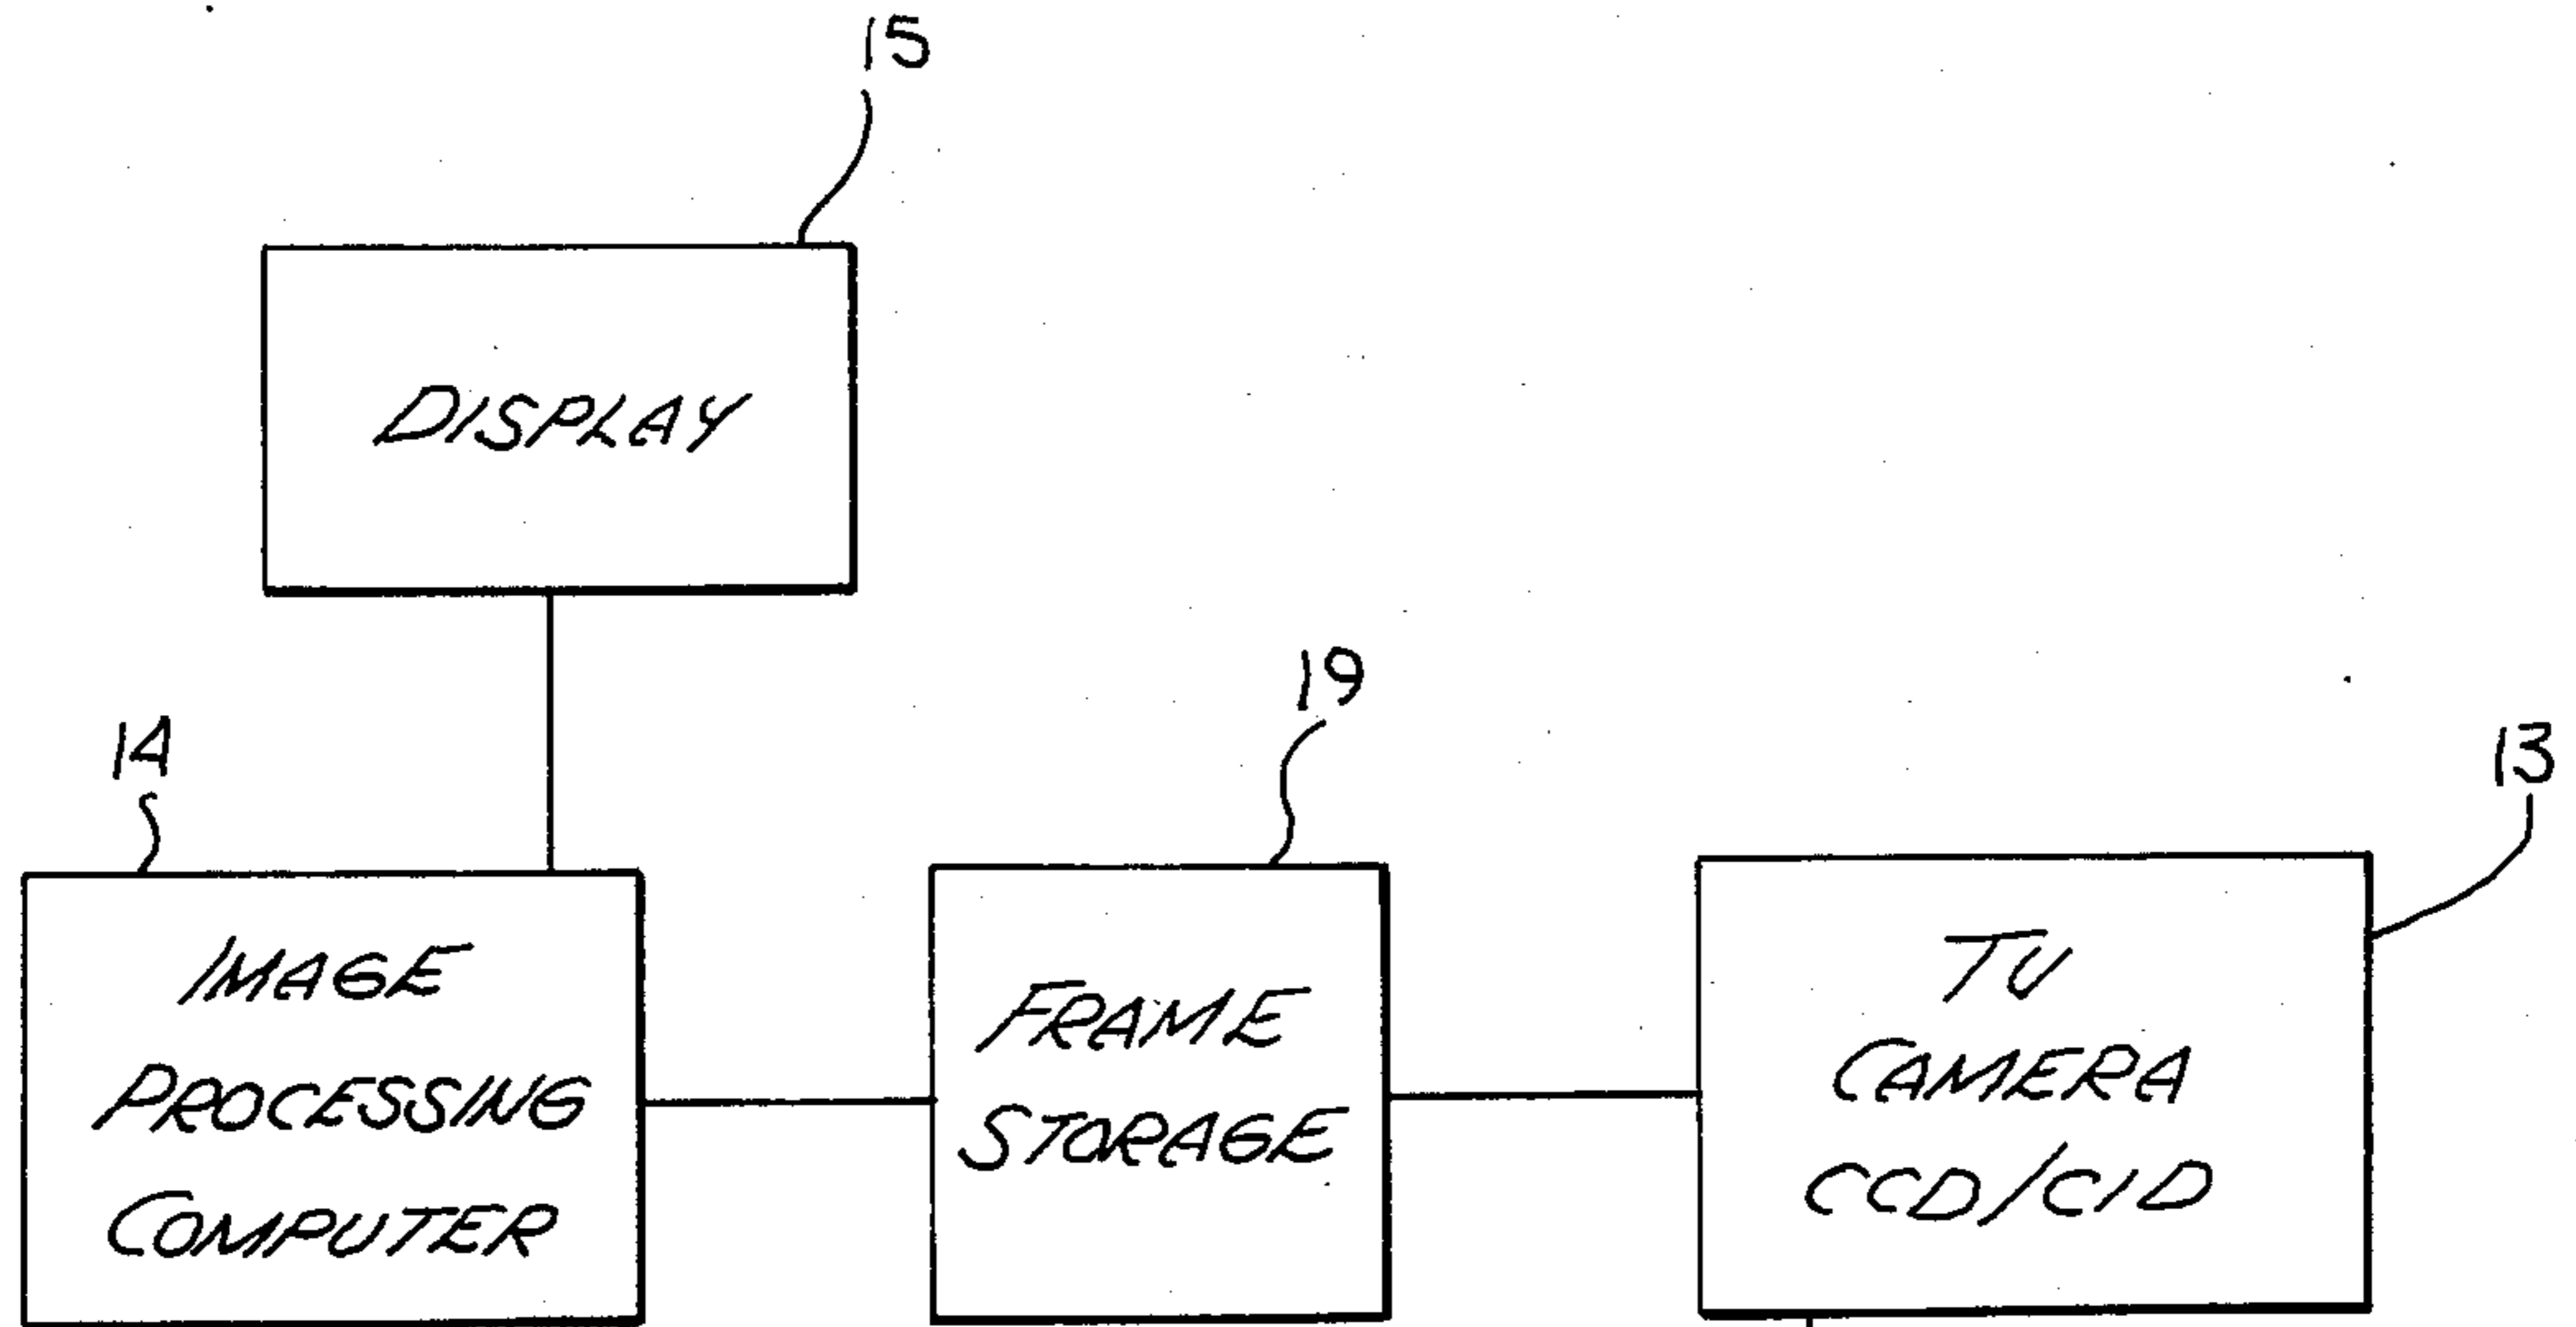 15
DISPLAY
19
14
13
IMAGE
PROCESSING
COMPUTER
FRAME
STORAGE
TV
CAMERA
CCD/CID